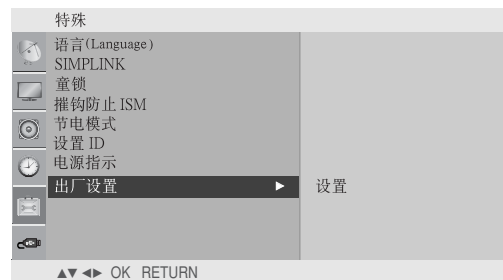 特殊
语言(Language)
SIMPLINK
童锁
摧钩防止 ISM
节电模式
设置 ID
电源指示
出厂设置 ► 设置
▲▼ ◄► OK RETURN